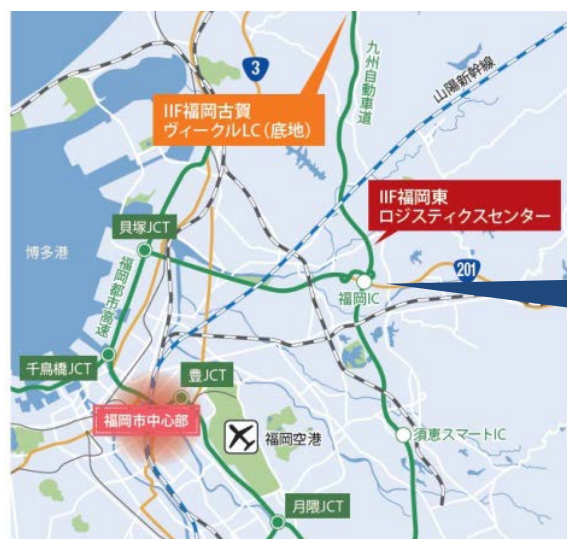 3
九州自動車道
山陽新幹線
IIF福岡古賀
ヴィークルLC（底地）
IIF福岡東
ロジスティクスセンター
貝塚JCT
博多港
福岡都市高速
201
福岡IC
千鳥橋JCT
豊JCT
福岡市中心部
福岡空港
須恵スマートIC
月隈JCT